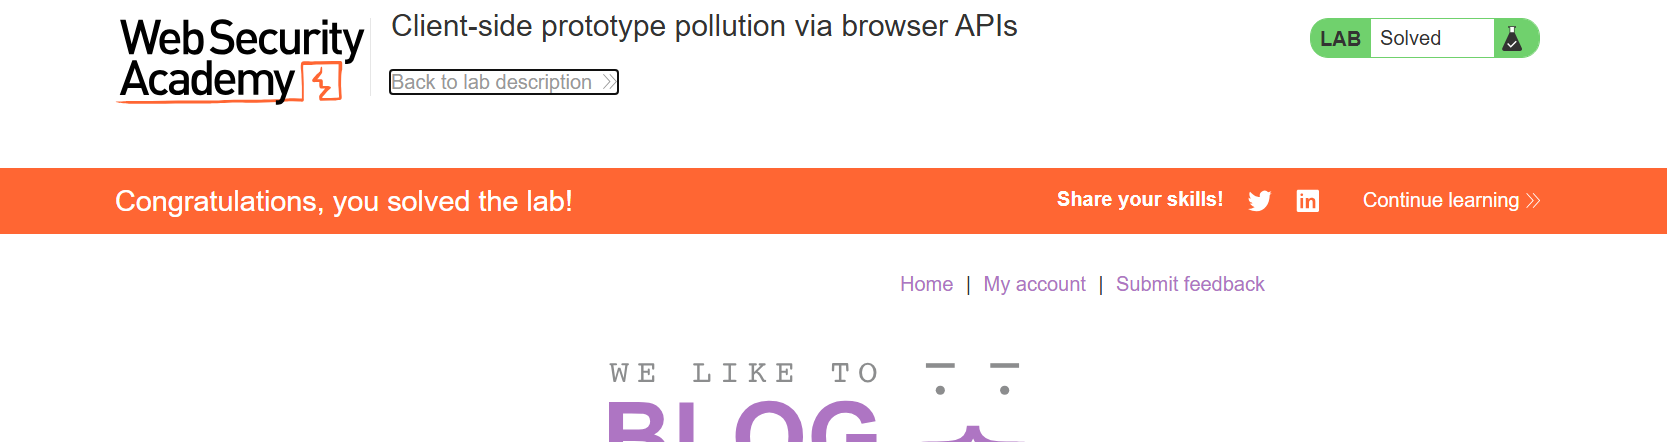 Web Security
Academy
Client-side prototype pollution via browser APIs
Back to lab description
LAB Solved
Congratulations, you solved the lab!
Share your skills!
Continue learning
Home | My account | Submit feedback
WE LIKE TO
BLOG